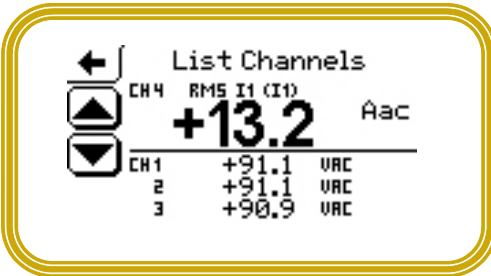 List Channels
CH4 RMS I1 (I1)
+13.2 Aac
CH1 +91.1 VAC
2 +91.1 VAC
3 +90.9 VAC